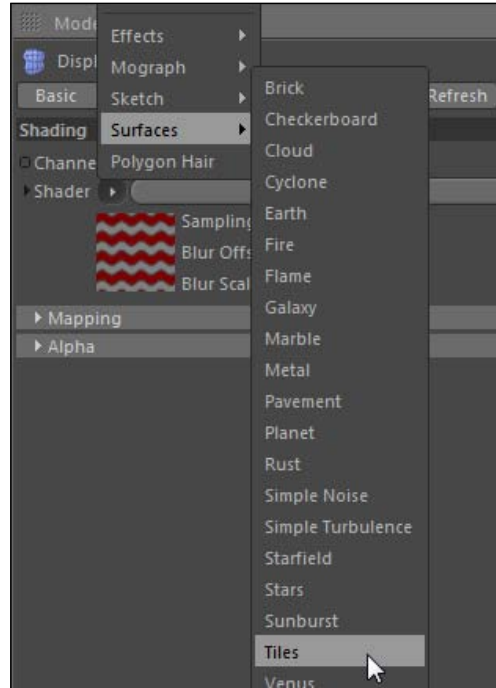 Mode
Effects
Displ
Mograph
Basic
Sketch
Refresh
Shading
Surfaces
Channe
Polygon Hair
Shader
Sampling
Blur Offs
Blur Scal
Mapping
Alpha
Brick
Checkerboard
Cloud
Cyclone
Earth
Fire
Flame
Galaxy
Marble
Metal
Pavement
Planet
Rust
Simple Noise
Simple Turbulence
Starfield
Stars
Sunburst
Tiles
Venus